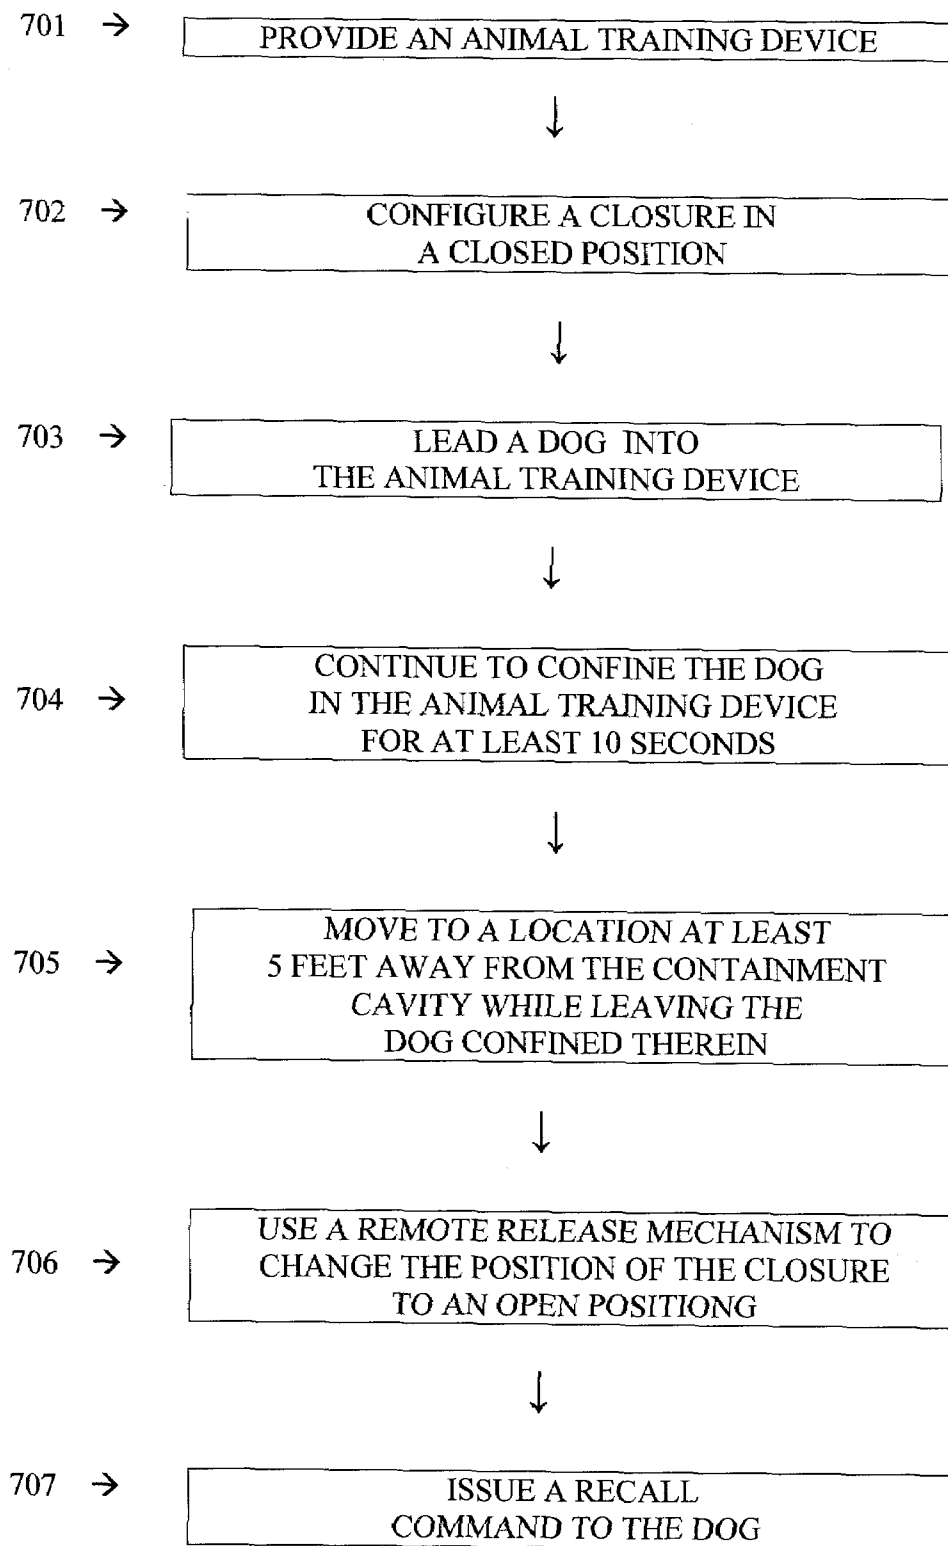 701 → PROVIDE AN ANIMAL TRAINING DEVICE
↓
702 → CONFIGURE A CLOSURE IN
A CLOSED POSITION
↓
703 → LEAD A DOG INTO
THE ANIMAL TRAINING DEVICE
↓
CONTINUE TO CONFINE THE DOG
704 → IN THE ANIMAL TRAINING DEVICE
FOR AT LEAST 10 SECONDS
↓
MOVE TO A LOCATION AT LEAST
705 → 5 FEET AWAY FROM THE CONTAINMENT
CAVITY WHILE LEAVING THE
DOG CONFINED THEREIN
↓
USE A REMOTE RELEASE MECHANISM TO
706 → CHANGE THE POSITION OF THE CLOSURE
TO AN OPEN POSITIONG
↓
707 → ISSUE A RECALL
COMMAND TO THE DOG